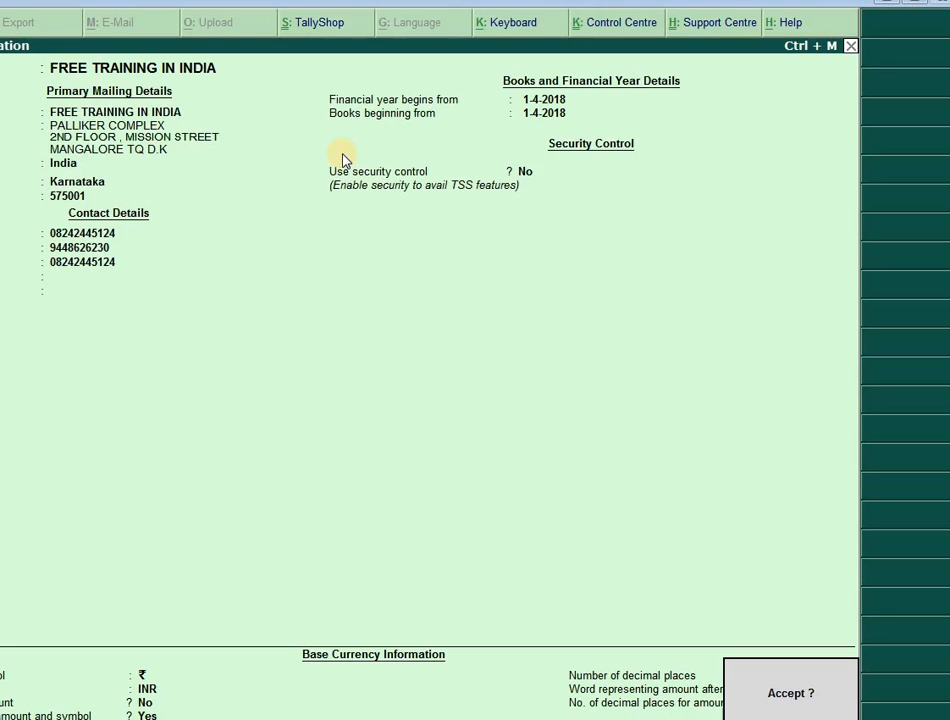 Export M: E-Mail O: Upload S: TallyShop G: Language K: Keyboard K: Control Centre H: Support Centre H: Help
ation Ctrl + M
: FREE TRAINING IN INDIA
Primary Mailing Details
: FREE TRAINING IN INDIA
: PALLIKER COMPLEX
2ND FLOOR , MISSION STREET
MANGALORE TQ D.K
: India
: Karnataka
: 575001
Contact Details
: 08242445124
: 9448626230
: 08242445124
:
:
Books and Financial Year Details
Financial year begins from : 1-4-2018
Books beginning from : 1-4-2018
Security Control
Use security control ? No
(Enable security to avail TSS features)
Base Currency Information
ol : ₹
: INR
unt ? No
amount and symbol ? Yes
Number of decimal places
Word representing amount after
No. of decimal places for amour
Accept ?